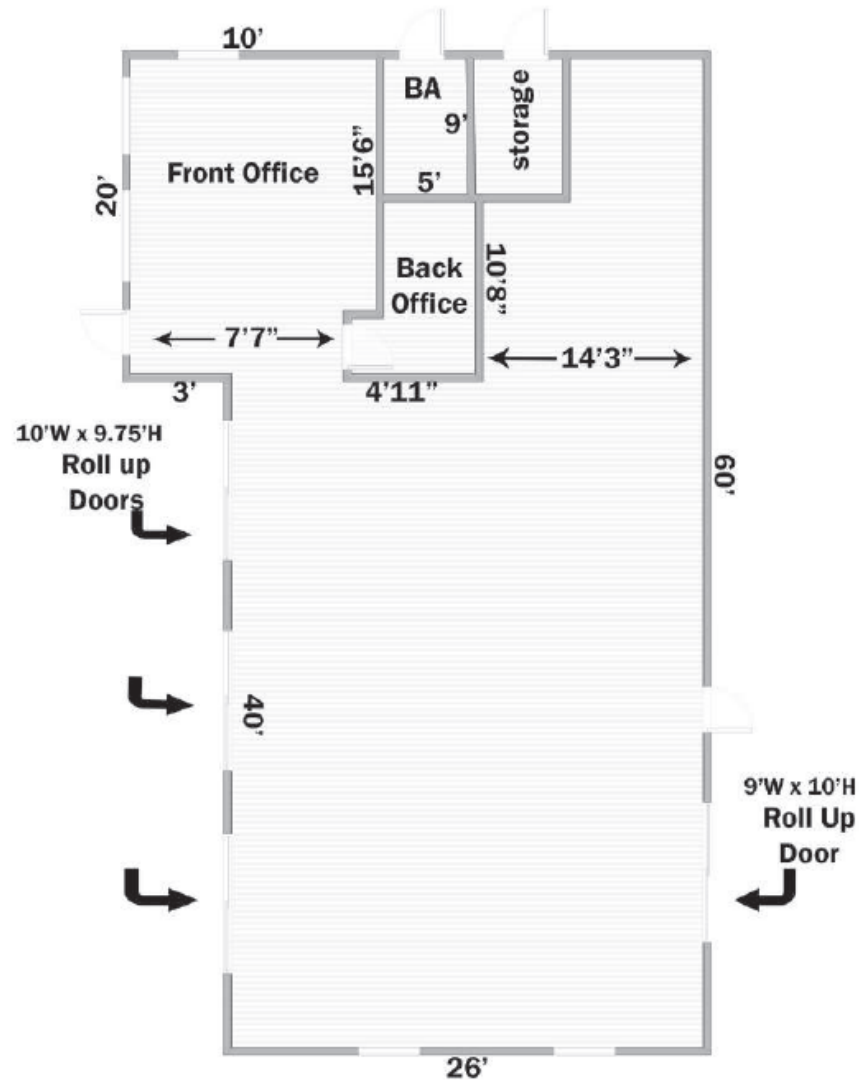 10’
BA
9’
storage
15’6”
Front Office
5’
20’
Back
Office
10’8”
7’7”
14’3”
3’
4’11”
10’W x 9.75’H
Roll up
Doors
60’
40’
9’W x 10’H
Roll Up
Door
26’